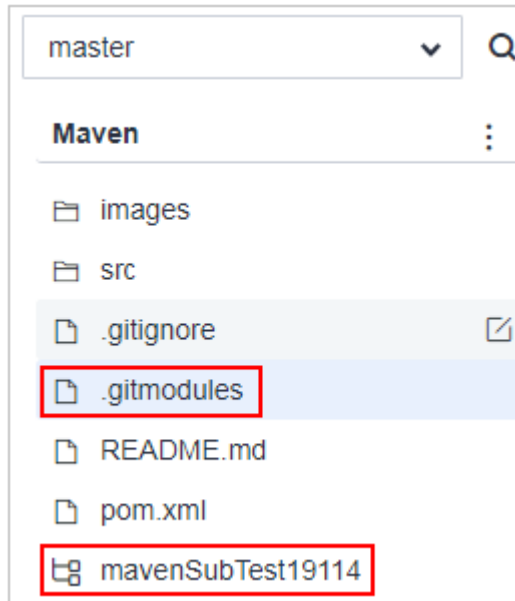 master
Maven
images
src
.gitignore
.gitmodules
README.md
pom.xml
mavenSubTest19114